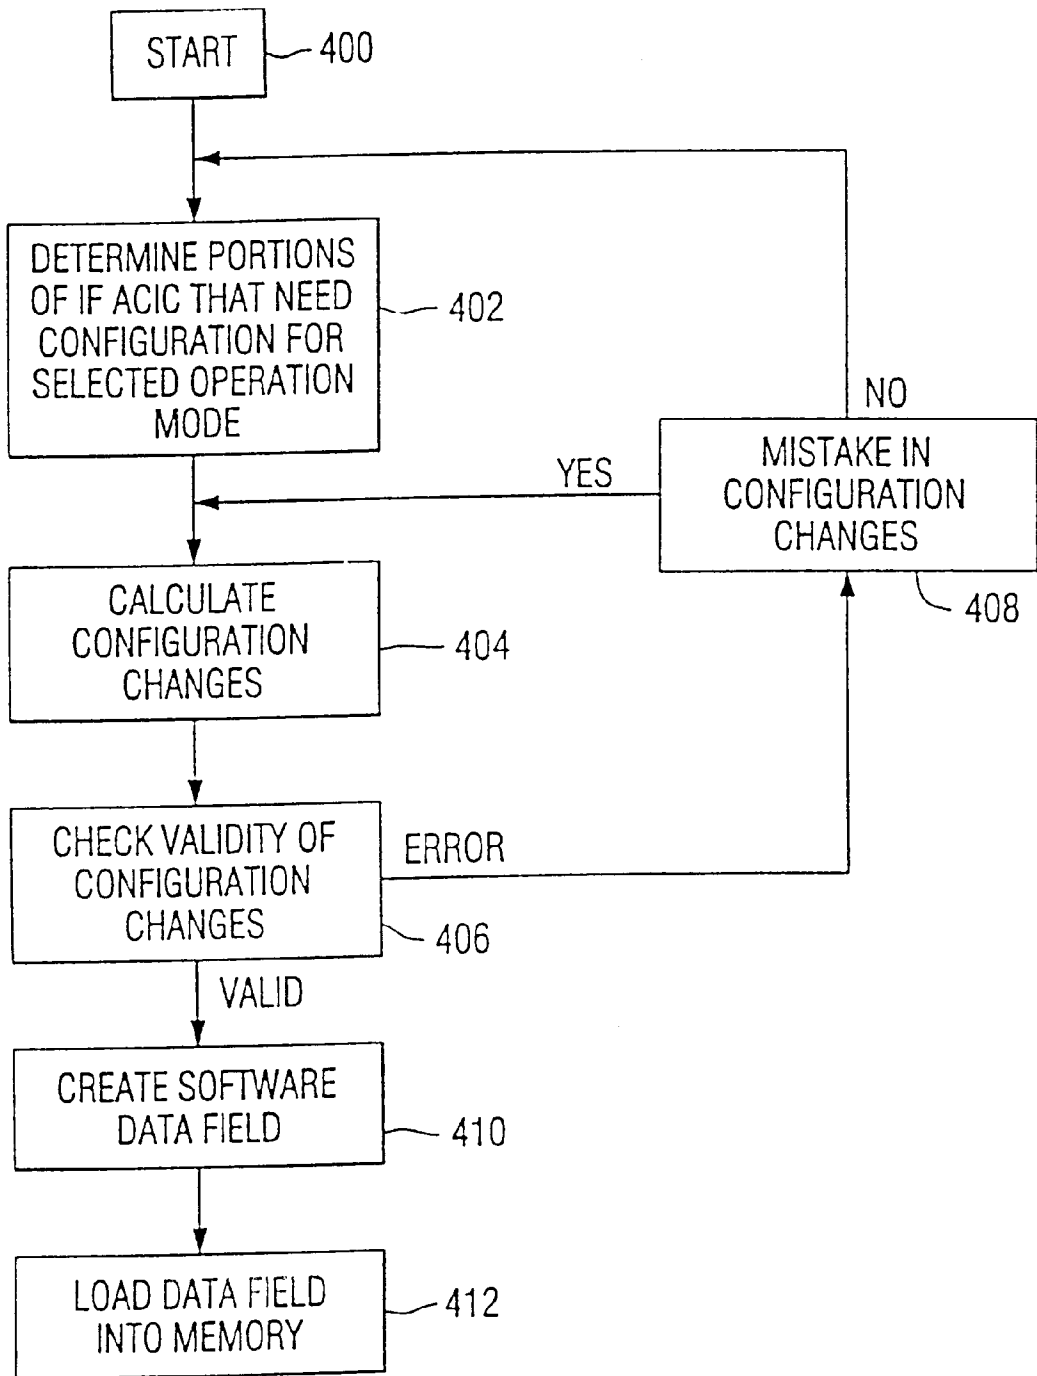 START
400
DETERMINE PORTIONS
OF IF ACIC THAT NEED
CONFIGURATION FOR
SELECTED OPERATION
MODE
402
NO
YES
MISTAKE IN
CONFIGURATION
CHANGES
408
CALCULATE
CONFIGURATION
CHANGES
404
CHECK VALIDITY OF
CONFIGURATION
CHANGES
ERROR
406
VALID
CREATE SOFTWARE
DATA FIELD
410
LOAD DATA FIELD
INTO MEMORY
412